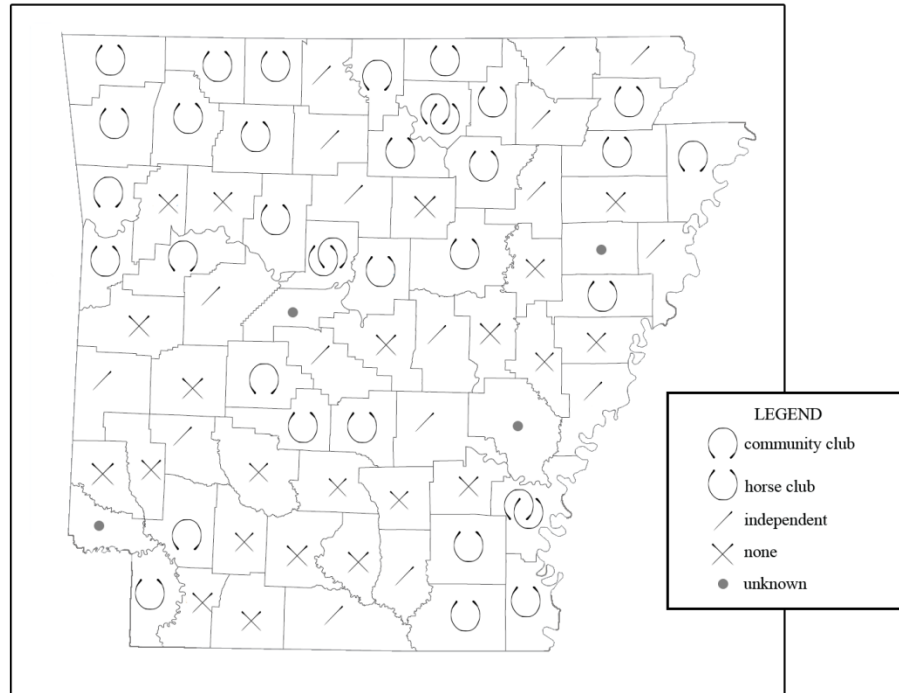 LEGEND
community club
horse club
independent
none
unknown